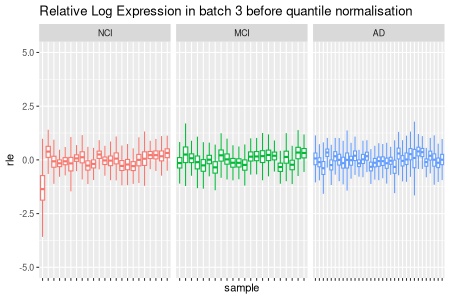 Relative Log Expression in batch 3 before quantile normalisation
NCI MCI AD
5.0
2.5
0.0
-2.5
-5.0
rle
sample